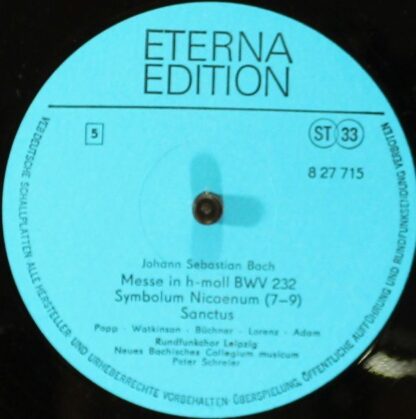 ETERNA
EDITION
5
ST 33
8 27 715
Johann Sebastian Bach
Messe in h-moll BWV 232
Symbolum Nicaenum (7–9)
Sanctus
Popp · Watkinson · Büchner · Lorenz · Adam
Rundfunkchor Leipzig
Neues Bachisches Collegium musicum
Peter Schreier
VEB DEUTSCHE SCHALLPLATTEN ALLE HERSTELLER- UND URHEBERRECHTE VORBEHALTEN · ÜBERSPIELUNG, ÖFFENTLICHE AUFFÜHRUNG UND RUNDFUNKSENDUNG VERBOTEN